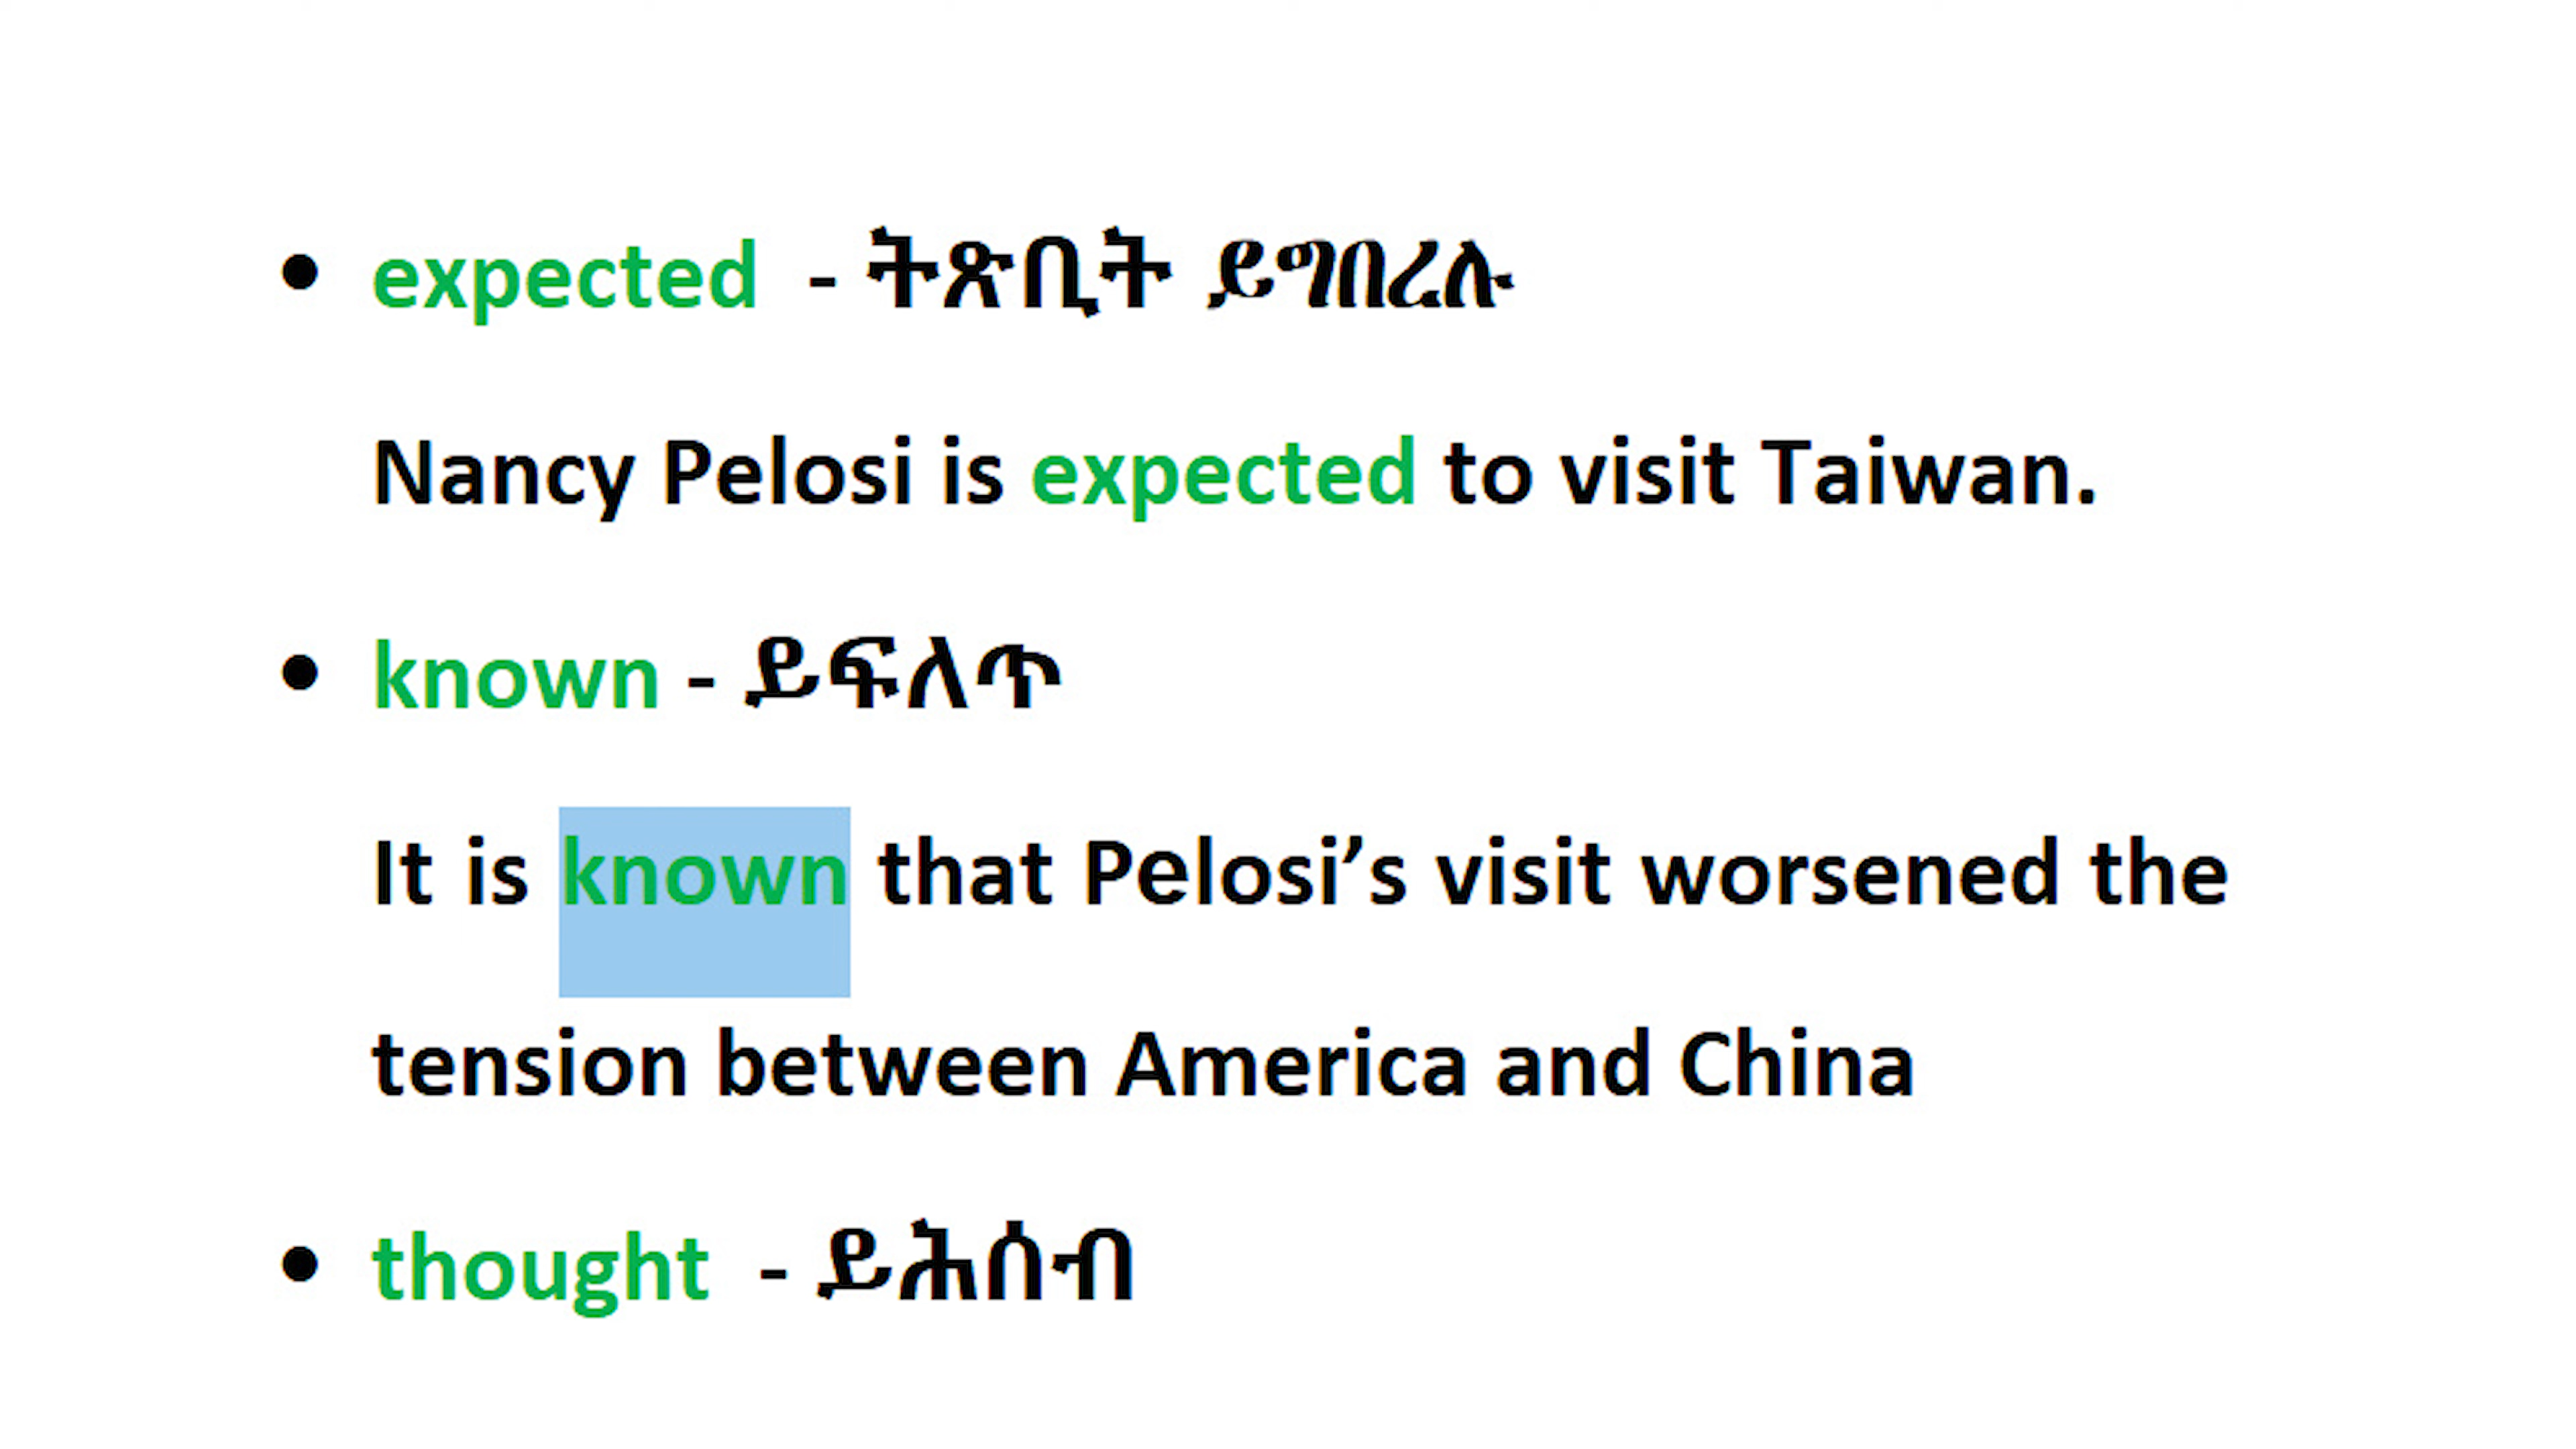 • expected - ትጽቢት ይግበረሉ
Nancy Pelosi is expected to visit Taiwan.
• known - ይፍለጥ
It is known that Pelosi’s visit worsened the
tension between America and China
• thought - ይሕሰብ